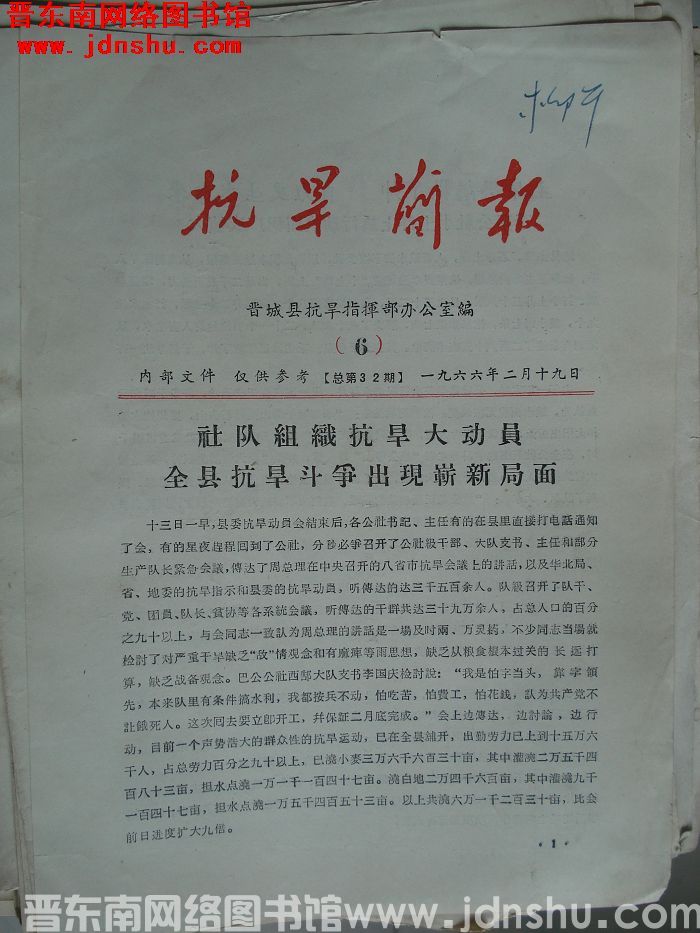 晋东南网络图书馆
www.jdnshu.com
抗旱簡報
晋城县抗旱指揮部办公室編
(6)
内部文件 仅供参考【总第32期】 一九六六年二月十九日
社队組織抗旱大动員
全县抗旱斗爭出現嶄新局面
十三日一早,县委抗旱动員会結束后,各公社书記、主任有的在县里直接打电話通知
了会,有的星夜赶程回到了公社,分秒必爭召开了公社級干部、大队支书、主任和部分
生产队长紧急会議,傳达了周总理在中央召开的八省市抗旱会議上的講話,以及华北局、
省、地委的抗旱指示和县委的抗旱动員,听傳达的达三千五百余人。队級召开了队干、
党、团員、队长、貧协等各系統会議,听傳达的干群共达三十九万余人,占总人口的百分
之九十以上,与会同志一致认为周总理的講話是一場及时雨、万灵药,不少同志当場就
检討了对严重干旱缺乏“敌”情观念和有麻痺等雨思想,缺乏从粮食根本过关的长远打
算,缺乏战备观念。巴公公社西郜大队支书李国庆检討說:“我是怕字当头,靠字領
先,本来队里有条件搞水利,我都按兵不动,怕吃苦,怕費工,怕花錢,訊为共产党不
訨餓死人。这次回去要立即开工,幷保証二月底完成。”会上边傳达,边討論,边行
动,目前一个声势浩大的群众性的抗旱运动,已在全县鋪开,出勤劳力已上到十五万六
千人,占总劳力百分之九十以上,已澆小麦三万六千六百三十亩,其中灌澆二万五千四
百八十三亩,担水点澆一万一千一百四十七亩。澆白地二万四千六百亩,其中灌澆九千
一百四十七亩,担水点澆一万五千四百五十三亩。以上共澆六万一千二百三十亩,比会
前日进度扩大九倍。
·1·
晋东南网络图书馆 www.jdnshu.com